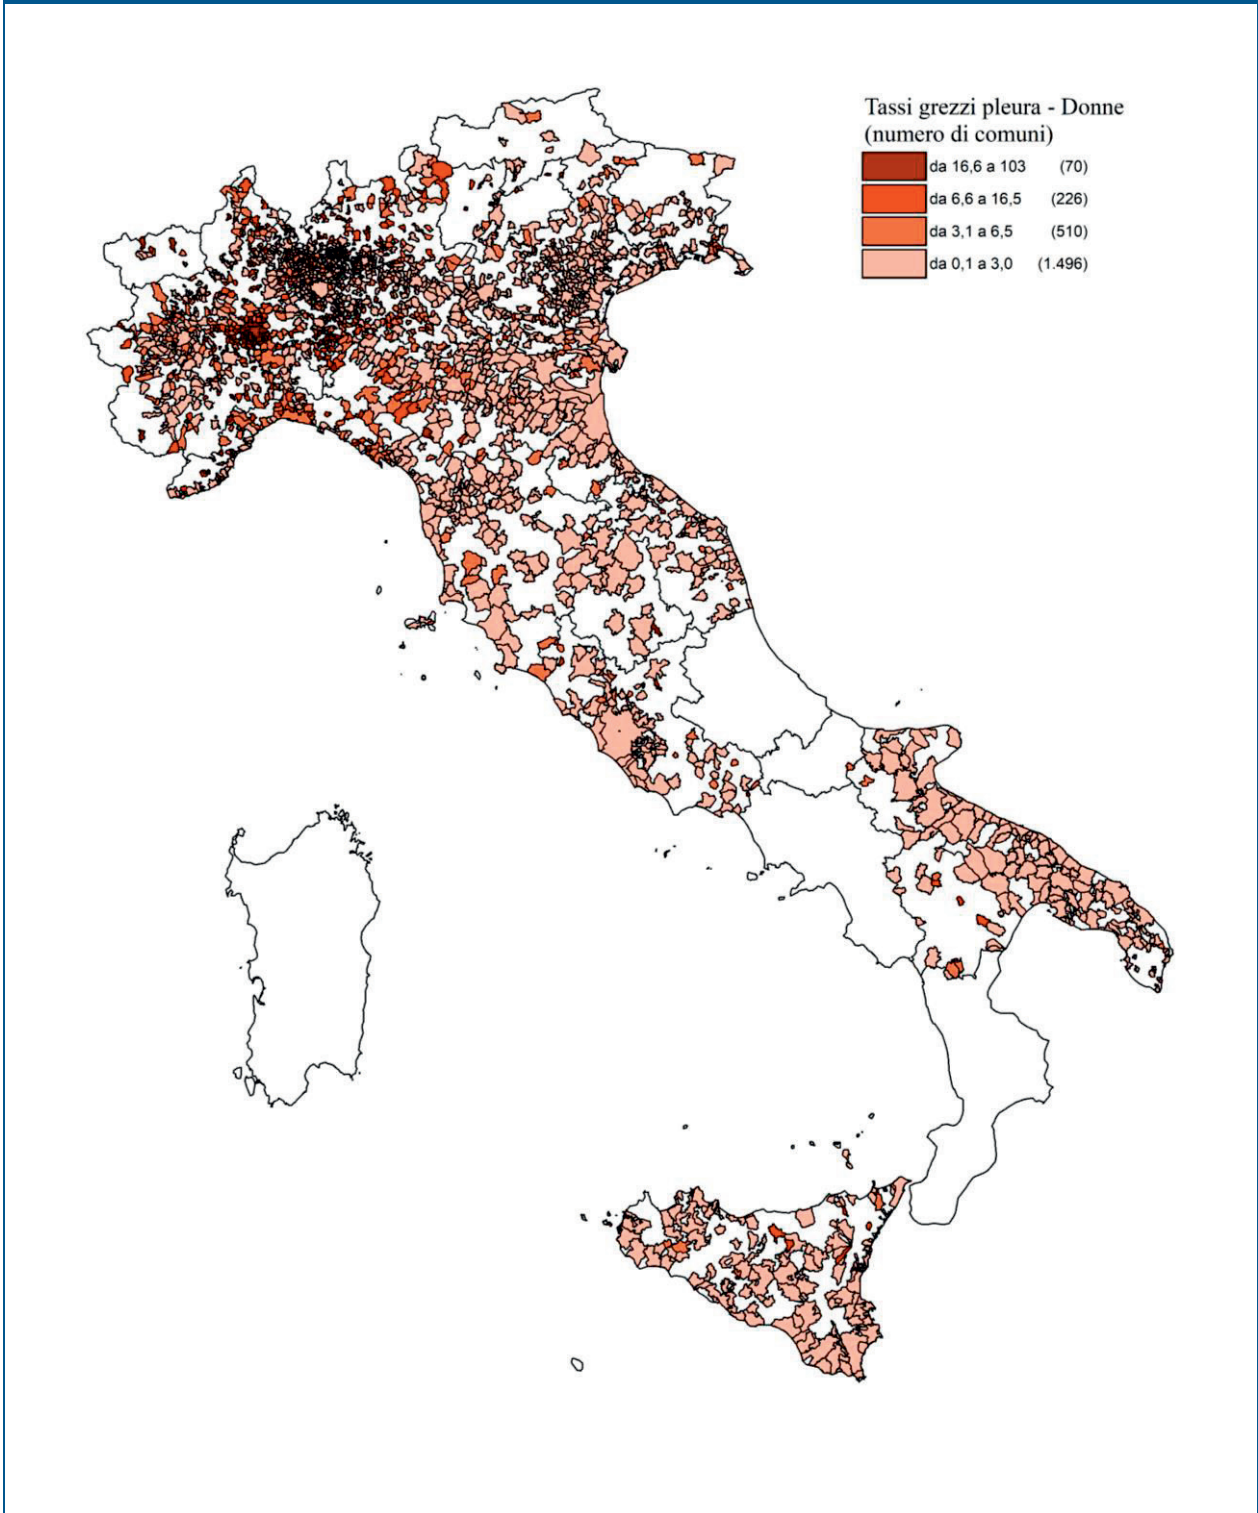 Tassi grezzi pleura - Donne
(numero di comuni)
da 16,6 a 103 (70)
da 6,6 a 16,5 (226)
da 3,1 a 6,5 (510)
da 0,1 a 3,0 (1.496)